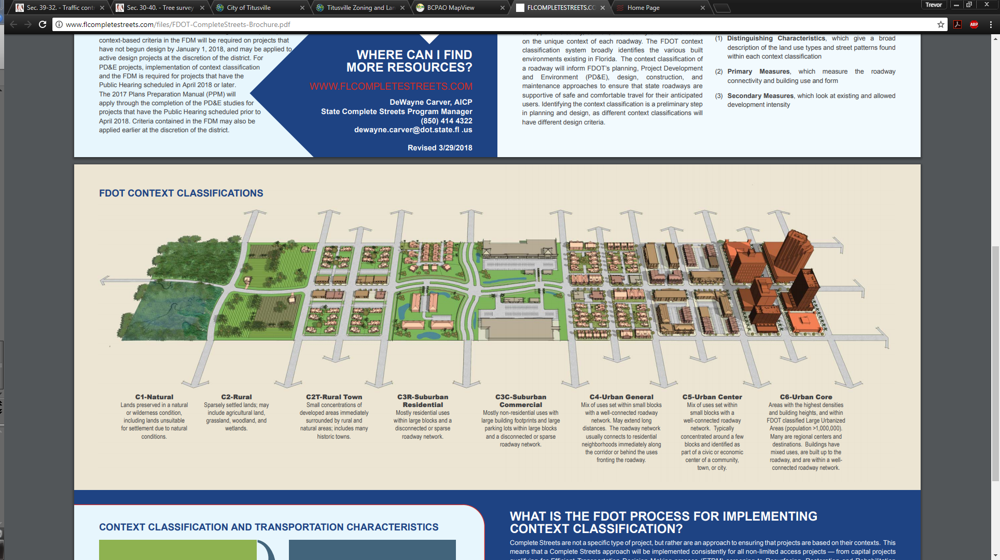 Sec. 39-32. - Traffic cont
Sec. 30-40. - Tree survey
City of Titusville
Titusville Zoning and Lan
BCPAO MapView
FLCOMPLETESTREETS.CO
Home Page
Trevor
www.flcompletestreets.com/files/FDOT-CompleteStreets-Brochure.pdf
ABP
context-based criteria in the FDM will be required on projects that
have not begun design by January 1, 2018, and may be applied to
active design projects at the discretion of the district. For
PD&E projects, implementation of context classification
and the FDM is required for projects that have the
Public Hearing scheduled in April 2018 or later.
The 2017 Plans Preparation Manual (PPM) will
apply through the completion of the PD&E studies for
projects that have the Public Hearing scheduled prior to
April 2018. Criteria contained in the FDM may also be
applied earlier at the discretion of the district.
WHERE CAN I FIND
MORE RESOURCES?
WWW.FLCOMPLETESTREETS.COM
DeWayne Carver, AICP
State Complete Streets Program Manager
(850) 414 4322
dewayne.carver@dot.state.fl .us
Revised 3/29/2018
on the unique context of each roadway. The FDOT context
classification system broadly identifies the various built
environments existing in Florida. The context classification of
a roadway will inform FDOT's planning, Project Development
and Environment (PD&E), design, construction, and
maintenance approaches to ensure that state roadways are
supportive of safe and comfortable travel for their anticipated
users. Identifying the context classification is a preliminary step
in planning and design, as different context classifications will
have different design criteria.
(1) Distinguishing Characteristics, which give a broad
description of the land use types and street patterns found
within each context classification
(2) Primary Measures, which measure the roadway
connectivity and building use and form
(3) Secondary Measures, which look at existing and allowed
development intensity
FDOT CONTEXT CLASSIFICATIONS
C1-Natural
Lands preserved in a natural
or wilderness condition,
including lands unsuitable
for settlement due to natural
conditions.
C2-Rural
Sparsely settled lands; may
include agricultural land,
grassland, woodland, and
wetlands.
C2T-Rural Town
Small concentrations of
developed areas immediately
surrounded by rural and
natural areas; includes many
historic towns.
C3R-Suburban
Residential
Mostly residential uses
within large blocks and a
disconnected or sparse
roadway network.
C3C-Suburban
Commercial
Mostly non-residential uses with
large building footprints and large
parking lots within large blocks
and a disconnected or sparse
roadway network.
C4-Urban General
Mix of uses set within small blocks
with a well-connected roadway
network. May extend long
distances. The roadway network
usually connects to residential
neighborhoods immediately along
the corridor or behind the uses
fronting the roadway.
C5-Urban Center
Mix of uses set within
small blocks with a
well-connected roadway
network. Typically
concentrated around a few
blocks and identified as
part of a civic or economic
center of a community,
town, or city.
C6-Urban Core
Areas with the highest densities
and building heights, and within
FDOT classified Large Urbanized
Areas (population >1,000,000).
Many are regional centers and
destinations. Buildings have
mixed uses, are built up to the
roadway, and are within a well-
connected roadway network.
CONTEXT CLASSIFICATION AND TRANSPORTATION CHARACTERISTICS
WHAT IS THE FDOT PROCESS FOR IMPLEMENTING
CONTEXT CLASSIFICATION?
Complete Streets are not a specific type of project, but rather are an approach to ensuring that projects are based on their contexts. This
means that a Complete Streets approach will be implemented consistently for all non-limited access projects — from capital projects